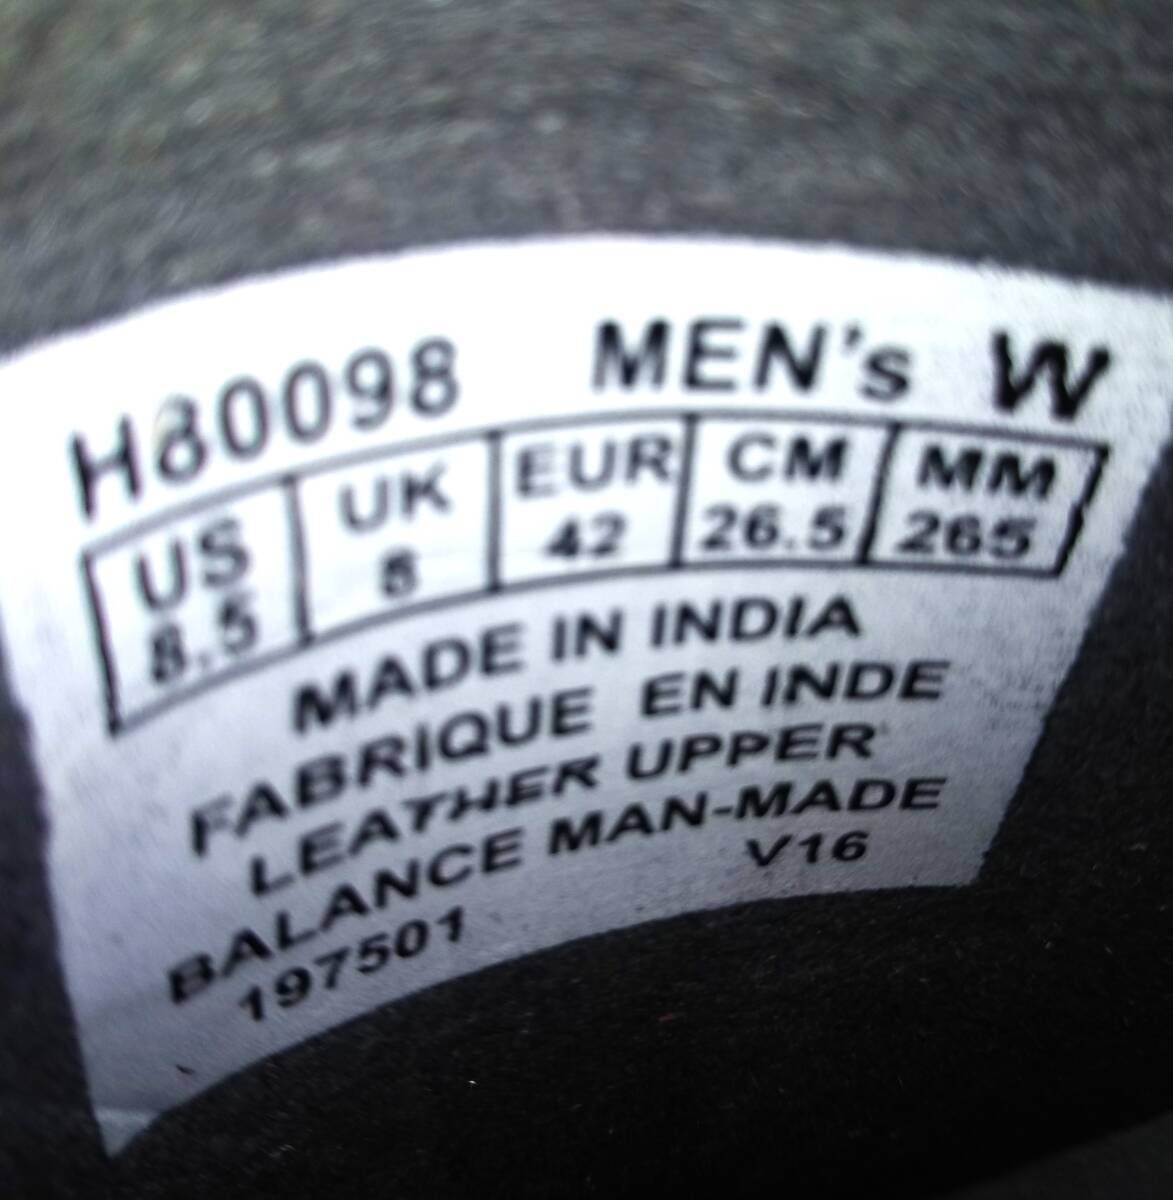 H80098 MEN's W
US UK EUR CM MM
8.5 8 42 26.5 265
MADE IN INDIA
FABRIQUE EN INDE
LEATHER UPPER
BALANCE MAN-MADE
197501 V16